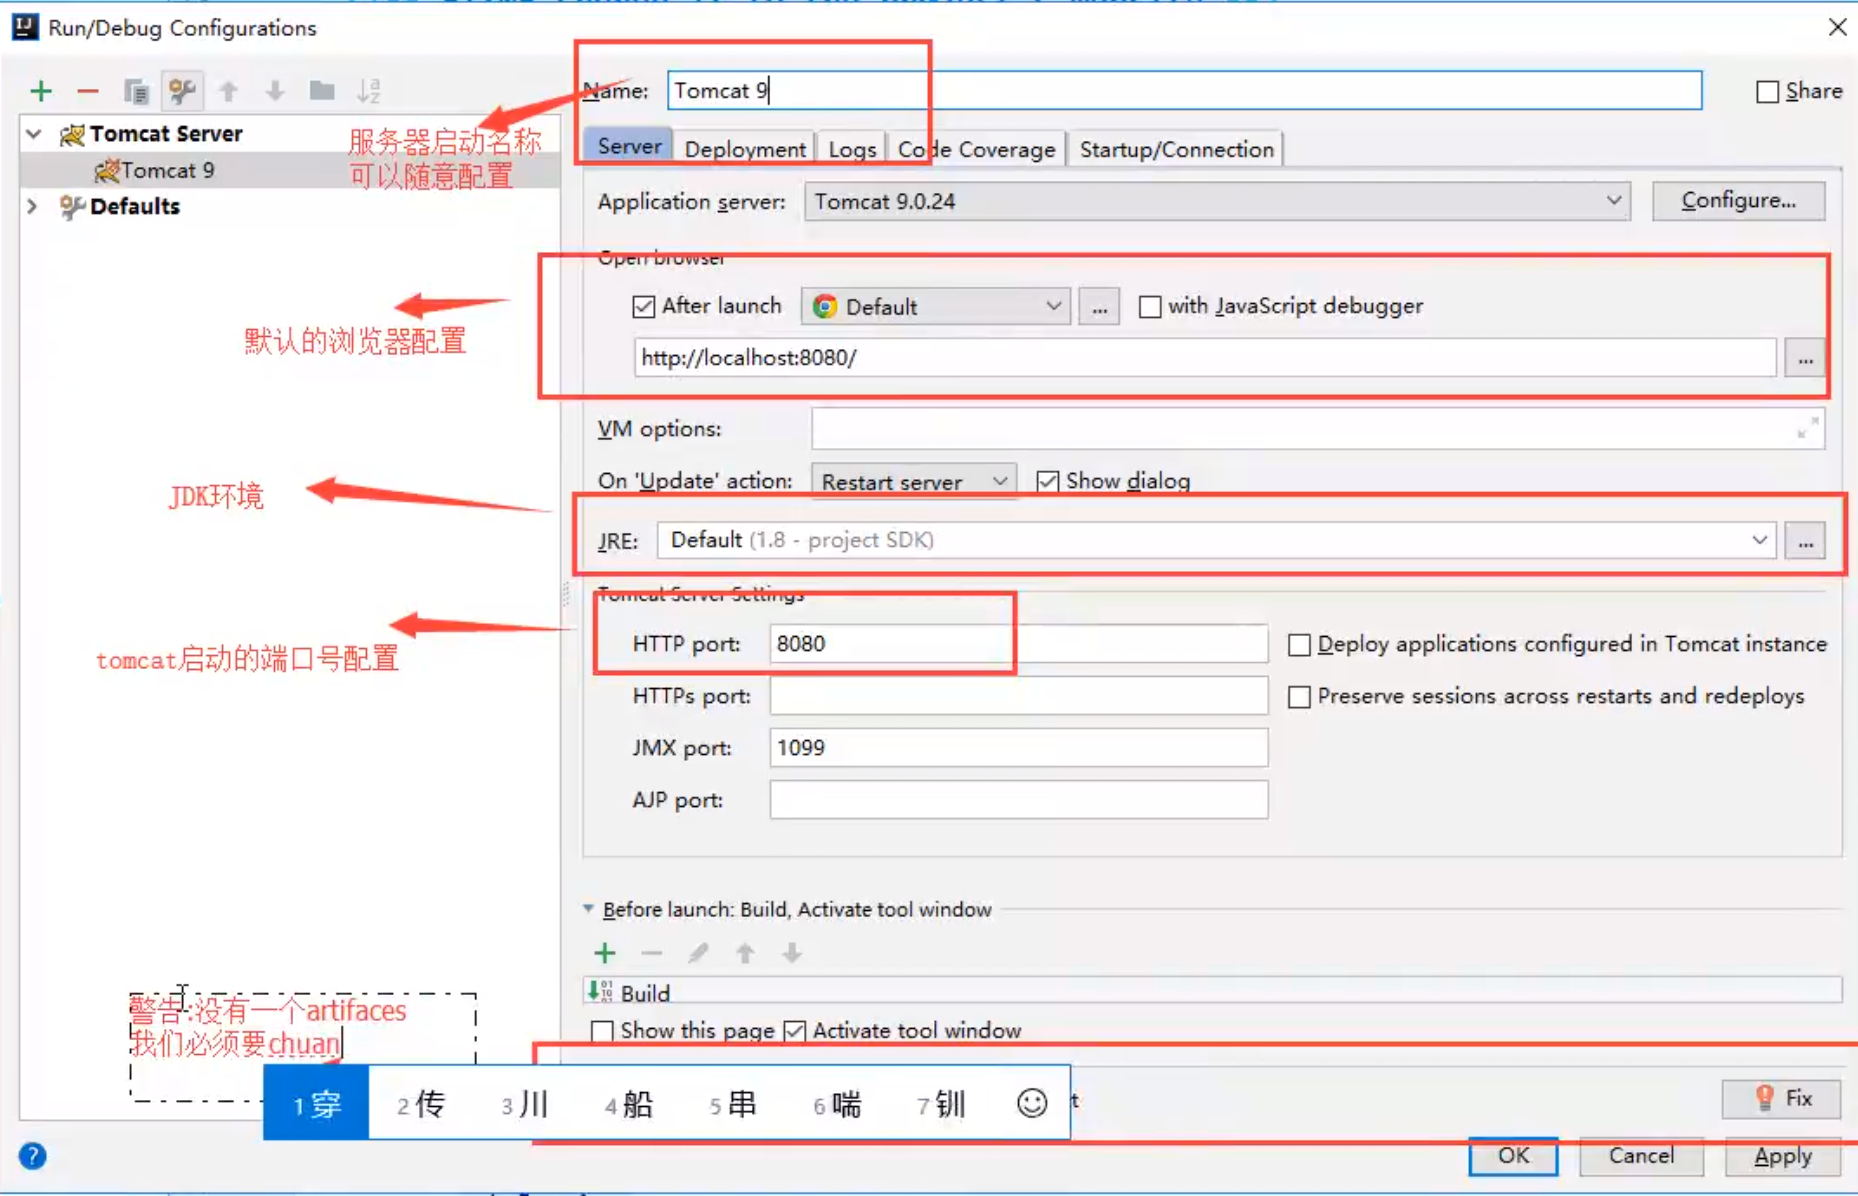 Run/Debug Configurations
Name: Tomcat 9
Share
Tomcat Server
Tomcat 9
Defaults
服务器启动名称
可以随意配置
Server Deployment Logs Code Coverage Startup/Connection
Application server: Tomcat 9.0.24 Configure...
Open browser
After launch Default ... with JavaScript debugger
http://localhost:8080/ ...
默认的浏览器配置
VM options:
On 'Update' action: Restart server Show dialog
JDK环境
JRE: Default (1.8 - project SDK) ...
Tomcat Server Settings
HTTP port: 8080 Deploy applications configured in Tomcat instance
tomcat启动的端口号配置
HTTPs port: Preserve sessions across restarts and redeploys
JMX port: 1099
AJP port:
Before launch: Build, Activate tool window
Build
Show this page Activate tool window
警告:没有一个artifaces
我们必须要chuan
1 穿 2 传 3 川 4 船 5 串 6 喘 7 钏
t
Fix
? OK Cancel Apply